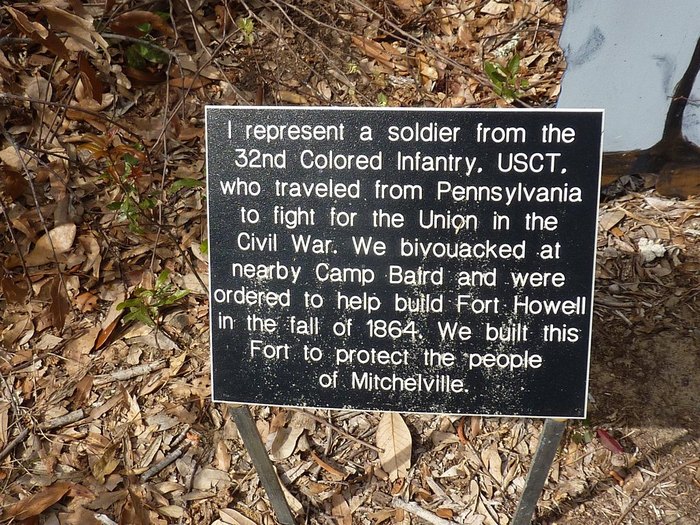 I represent a soldier from the
32nd Colored Infantry, USCT,
who traveled from Pennsylvania
to fight for the Union in the
Civil War. We bivouacked at
nearby Camp Baird and were
ordered to help build Fort Howell
in the fall of 1864. We built this
Fort to protect the people
of Mitchelville.